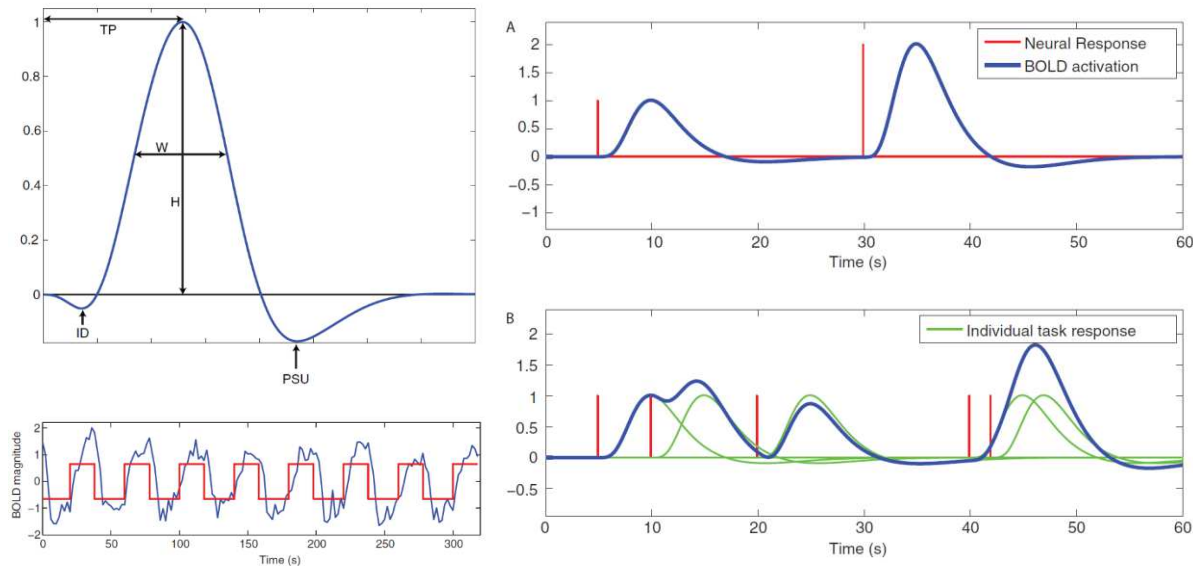 TP
W
H
ID
PSU
1
0.8
0.6
0.4
0.2
0
BOLD magnitude
2
1
0
−1
−2
0 50 100 150 200 250 300
Time (s)
A
Neural Response
BOLD activation
2
1.5
1
0.5
0
−0.5
−1
0 10 20 30 40 50 60
Time (s)
B
Individual task response
2
1.5
1
0.5
0
−0.5
0 10 20 30 40 50 60
Time (s)